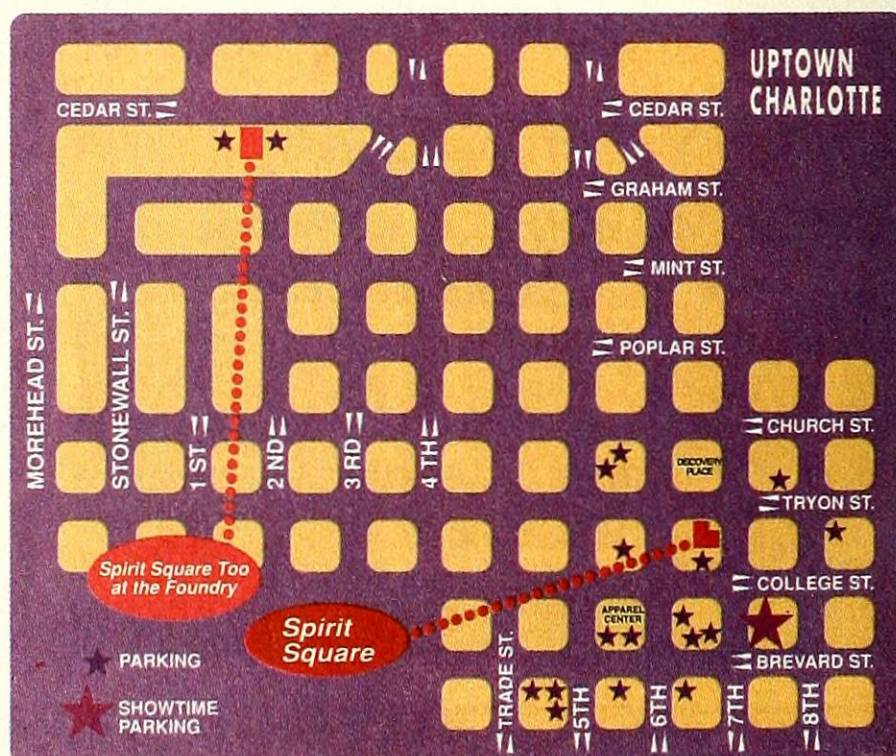 UPTOWN
CHARLOTTE
CEDAR ST.
CEDAR ST.
GRAHAM ST.
MINT ST.
POPLAR ST.
CHURCH ST.
TRYON ST.
COLLEGE ST.
BREVARD ST.
MOREHEAD ST.
STONEWALL ST.
1 ST
2 ND
3 RD
4 TH
TRADE ST.
5TH
6TH
7TH
8TH
DISCOVERY
PLACE
APPAREL
CENTER
Spirit Square Too
at the Foundry
Spirit
Square
PARKING
SHOWTIME
PARKING